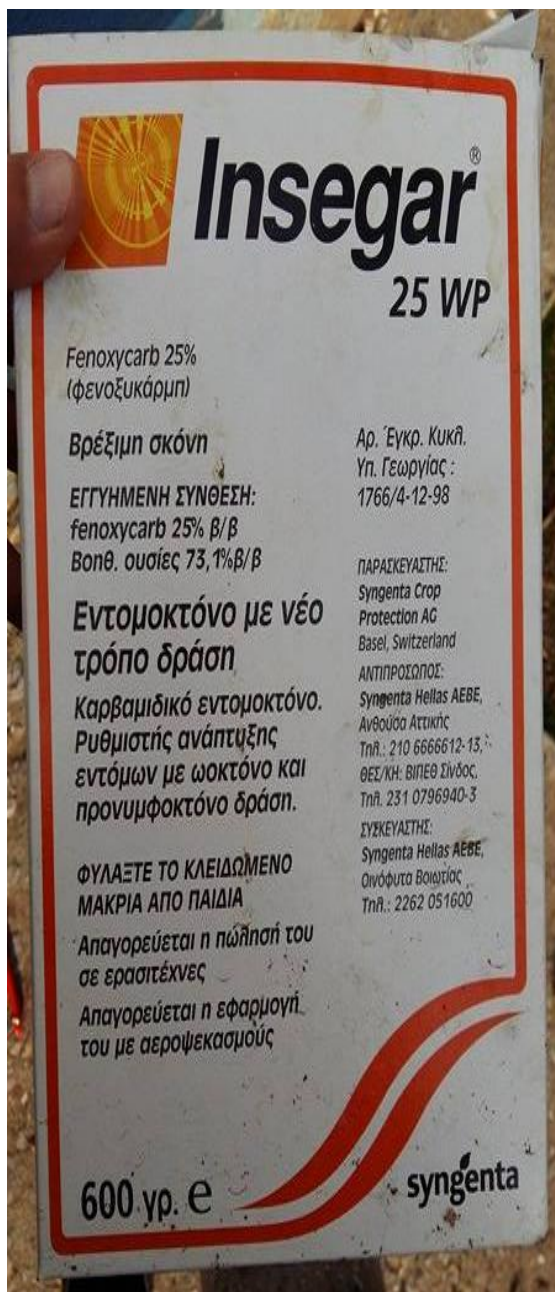 Insegar®
25 WP
Fenoxycarb 25%
(φενοξυκάρμπ)
Βρέξιμη σκόνη
ΕΓΓΥΗΜΕΝΗ ΣΥΝΘΕΣΗ:
fenoxycarb 25% β/β
Βοηθ. ουσίες 73,1%β/β
Εντομοκτόνο με νέο
τρόπο δράση
Καρβαμιδικό εντομοκτόνο.
Ρυθμιστής ανάπτυξης
εντόμων με ωοκτόνο και
προνυμφοκτόνο δράση.
ΦΥΛΑΞΤΕ ΤΟ ΚΛΕΙΔΩΜΕΝΟ
ΜΑΚΡΙΑ ΑΠΟ ΠΑΙΔΙΑ
Απαγορεύεται η πώλησή του
σε ερασιτέχνες
Απαγορεύεται η εφαρμογή
του με αεροψεκασμούς
Αρ. Έγκρ. Κυκλ.
Υπ. Γεωργίας :
1766/4-12-98
ΠΑΡΑΣΚΕΥΑΣΤΗΣ:
Syngenta Crop
Protection AG
Basel, Switzerland
ΑΝΤΙΠΡΟΣΩΠΟΣ:
Syngenta Hellas ΑΕΒΕ,
Ανθούσα Αττικής
Τηλ.: 210 6666612-13,
ΘΕΣ/ΚΗ: ΒΙΠΕΘ Σίνδος,
Τηλ. 231 0796940-3
ΣΥΣΚΕΥΑΣΤΗΣ:
Syngenta Hellas ΑΕΒΕ,
Οινόφυτα Βοιωτίας
Τηλ.: 2262 051600
600 γρ. e
syngenta